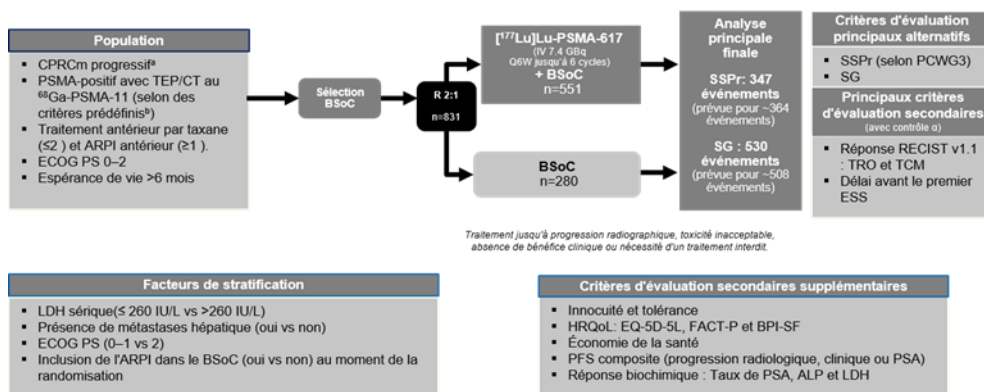 Population
▪ CPRCm progressifᵃ
▪ PSMA-positif avec TEP/CT au
⁶⁸Ga-PSMA-11 (selon des
critères prédéfinisᵇ)
▪ Traitement antérieur par taxane
(≤2 ) et ARPI antérieur (≥1 ).
▪ ECOG PS 0–2
▪ Espérance de vie >6 mois
Sélection
BSoC
R 2:1
n=831
[¹⁷⁷Lu]Lu-PSMA-617
(IV 7.4 GBq
Q6W jusqu'à 6 cycles)
+ BSoC
n=551
BSoC
n=280
Analyse
principale
finale
SSPr: 347
événements
(prévue pour ~364
événements)
SG : 530
événements
(prévue pour ~508
événements)
Critères d'évaluation
principaux alternatifs
▪ SSPr (selon PCWG3)
▪ SG
Principaux critères
d'évaluation secondaires
(avec contrôle α)
▪ Réponse RECIST v1.1
: TRO et TCM
▪ Délai avant le premier
ESS
Traitement jusqu'à progression radiographique, toxicité inacceptable,
absence de bénéfice clinique ou nécessité d'un traitement interdit.
Facteurs de stratification
▪ LDH sérique(≤ 260 IU/L vs >260 IU/L)
▪ Présence de métastases hépatique (oui vs non)
▪ ECOG PS (0–1 vs 2)
▪ Inclusion de l'ARPI dans le BSoC (oui vs non) au moment de la
randomisation
Critères d'évaluation secondaires supplémentaires
▪ Innocuité et tolérance
▪ HRQoL: EQ-5D-5L, FACT-P et BPI-SF
▪ Économie de la santé
▪ PFS composite (progression radiologique, clinique ou PSA)
▪ Réponse biochimique : Taux de PSA, ALP et LDH